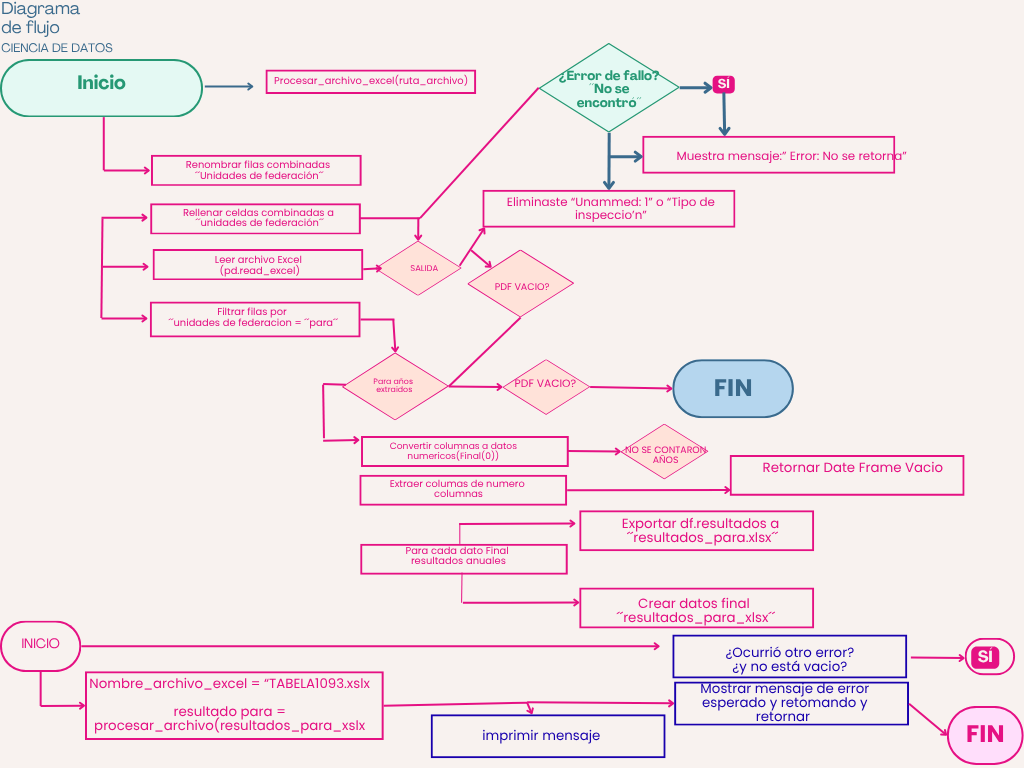 Diagrama
de flujo
CIENCIA DE DATOS
Inicio
Procesar_archivo_excel(ruta_archivo)
¿Error de fallo?
¨No se
encontró¨
SÍ
Muestra mensaje:” Error: No se retorna”
Renombrar filas combinadas
¨Unidades de federación¨
Eliminaste “Unammed: 1” o “Tipo de
inspeccio’n”
Rellenar celdas combinadas a
¨unidades de federación¨
Leer archivo Excel
(pd.read_excel)
SALIDA
PDF VACIO?
Filtrar filas por
¨unidades de federacion = ¨para¨
Para años
extraidos
PDF VACIO?
FIN
Convertir columnas a datos
numericos(Final(0))
NO SE CONTARON
AÑOS
Retornar Date Frame Vacio
Extraer columas de numero
columnas
Exportar df.resultados a
¨resultados_para.xlsx¨
Para cada dato Final
resultados anuales
Crear datos final
¨resultados_para_xlsx¨
INICIO
¿Ocurrió otro error?
¿y no está vacio?
SÍ
Nombre_archivo_excel = “TABELA1093.xslx
resultado para =
procesar_archivo(resultados_para_xslx
Mostrar mensaje de error
esperado y retomando y
retornar
imprimir mensaje
FIN